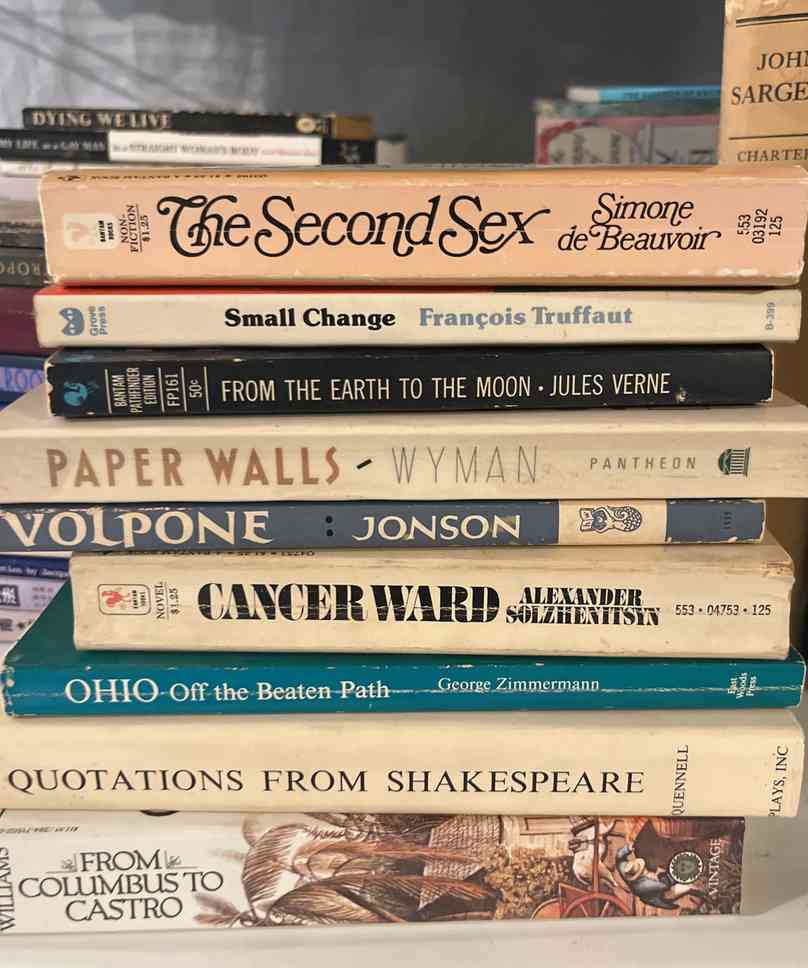 DYING WE LIVE
MY LIFE AS A GAY MAN IN A STRAIGHT WOMAN'S BODY
JOHN
SARGE
CHARTER
BANTAM BOOKS
NON-FICTION
$1.25
The Second Sex
Simone
de Beauvoir
553
03192
125
Grove Press
Small Change François Truffaut
B-399
BANTAM
PATHFINDER
EDITION
FP161
50¢
FROM THE EARTH TO THE MOON • JULES VERNE
PAPER WALLS - WYMAN PANTHEON
VOLPONE : JONSON
BANTAM BOOKS
NOVEL
$1.25
CANCER WARD
ALEXANDER
SOLZHENITSYN
553 • 04753 • 125
OHIO Off the Beaten Path George Zimmermann
East
Woods
Press
QUOTATIONS FROM SHAKESPEARE
QUENNELL
PLAYS, INC
WILLIAMS
FROM
COLUMBUS TO
CASTRO
VINTAGE